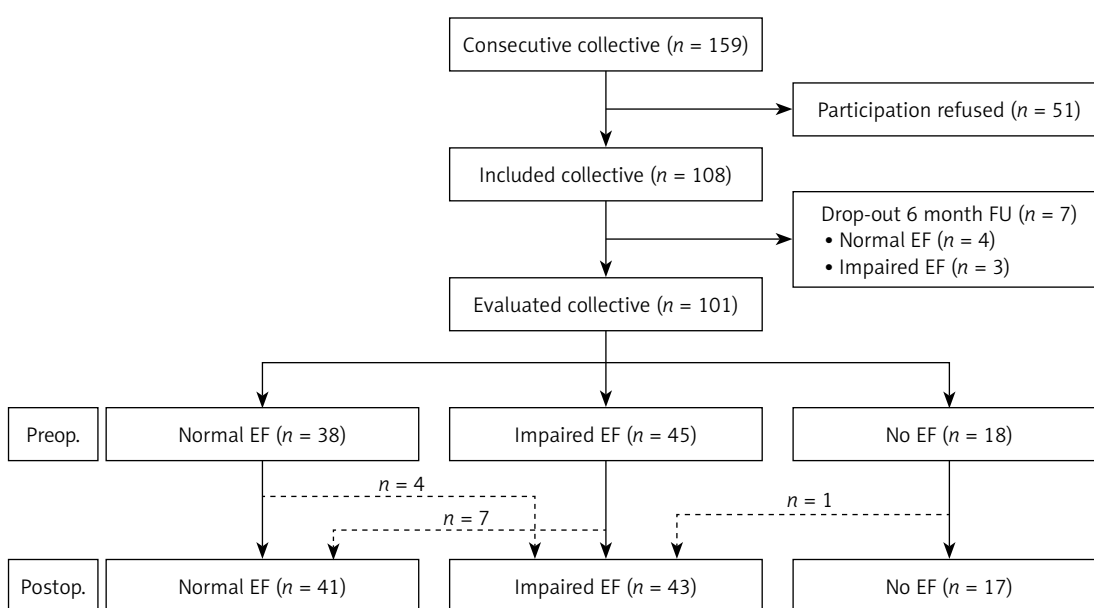 Consecutive collective (n = 159)
Participation refused (n = 51)
Included collective (n = 108)
Drop-out 6 month FU (n = 7)
• Normal EF (n = 4)
• Impaired EF (n = 3)
Evaluated collective (n = 101)
Preop.
Normal EF (n = 38)
Impaired EF (n = 45)
No EF (n = 18)
n = 4
n = 7
n = 1
Postop.
Normal EF (n = 41)
Impaired EF (n = 43)
No EF (n = 17)